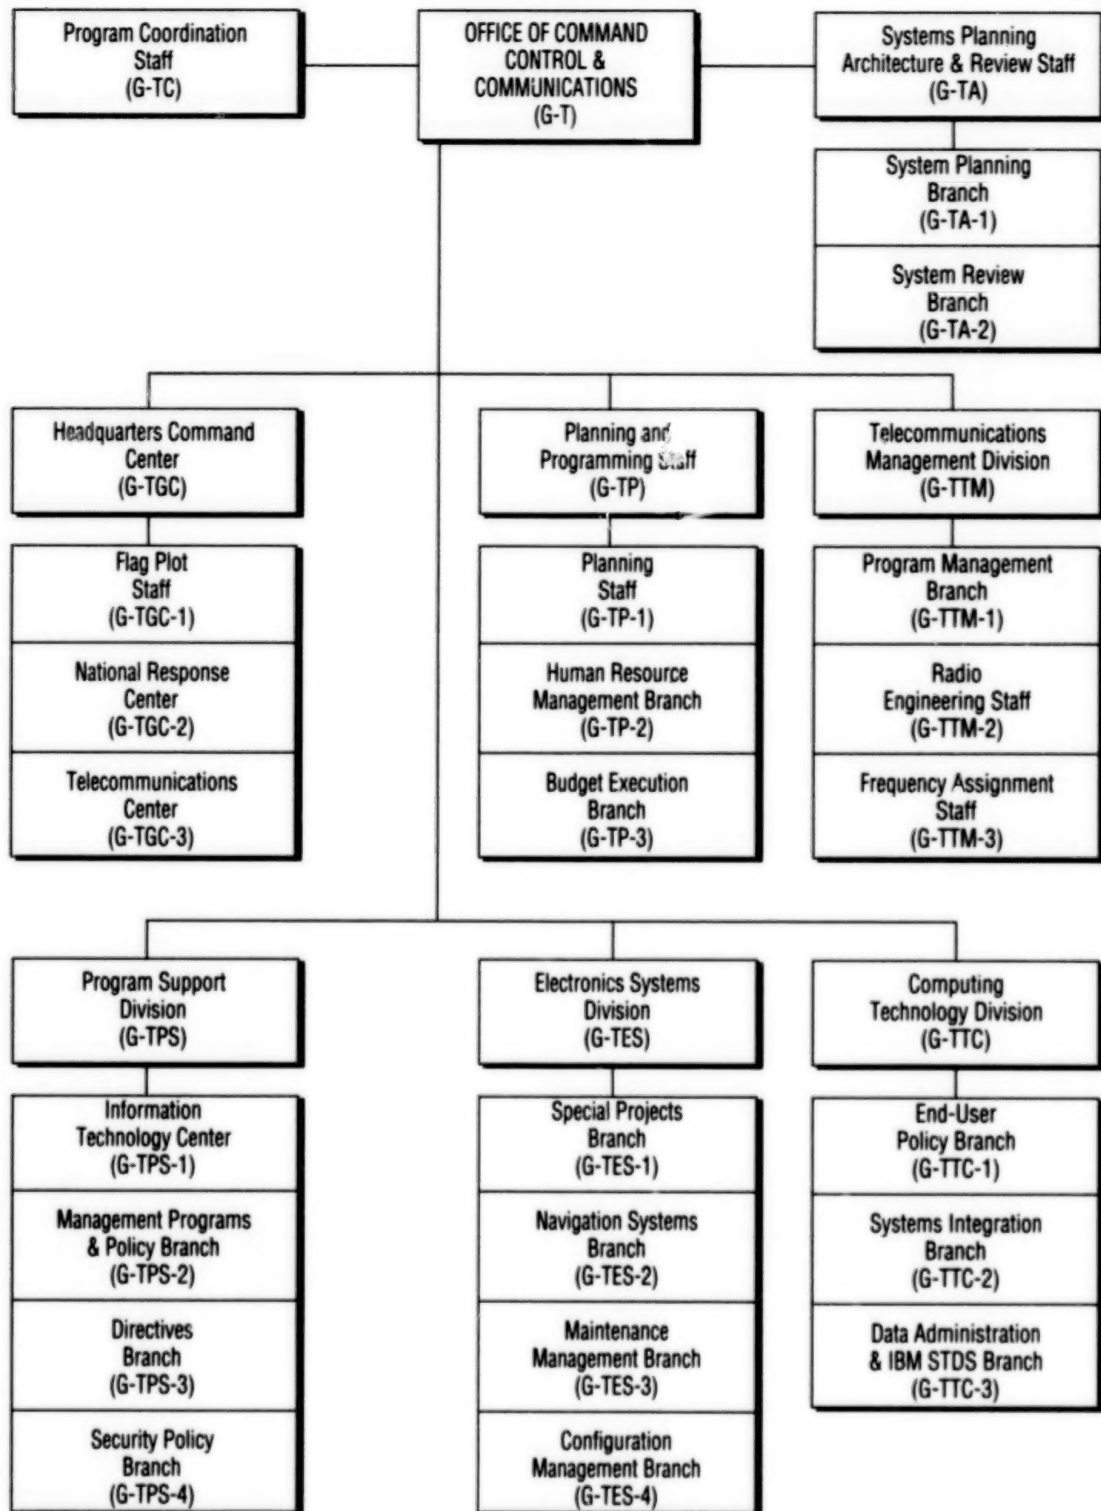 Program Coordination
Staff
(G-TC)
OFFICE OF COMMAND
CONTROL &
COMMUNICATIONS
(G-T)
Systems Planning
Architecture & Review Staff
(G-TA)
System Planning
Branch
(G-TA-1)
System Review
Branch
(G-TA-2)
Headquarters Command
Center
(G-TGC)
Flag Plot
Staff
(G-TGC-1)
National Response
Center
(G-TGC-2)
Telecommunications
Center
(G-TGC-3)
Planning and
Programming Staff
(G-TP)
Planning
Staff
(G-TP-1)
Human Resource
Management Branch
(G-TP-2)
Budget Execution
Branch
(G-TP-3)
Telecommunications
Management Division
(G-TTM)
Program Management
Branch
(G-TTM-1)
Radio
Engineering Staff
(G-TTM-2)
Frequency Assignment
Staff
(G-TTM-3)
Program Support
Division
(G-TPS)
Information
Technology Center
(G-TPS-1)
Management Programs
& Policy Branch
(G-TPS-2)
Directives
Branch
(G-TPS-3)
Security Policy
Branch
(G-TPS-4)
Electronics Systems
Division
(G-TES)
Special Projects
Branch
(G-TES-1)
Navigation Systems
Branch
(G-TES-2)
Maintenance
Management Branch
(G-TES-3)
Configuration
Management Branch
(G-TES-4)
Computing
Technology Division
(G-TTC)
End-User
Policy Branch
(G-TTC-1)
Systems Integration
Branch
(G-TTC-2)
Data Administration
& IBM STDS Branch
(G-TTC-3)